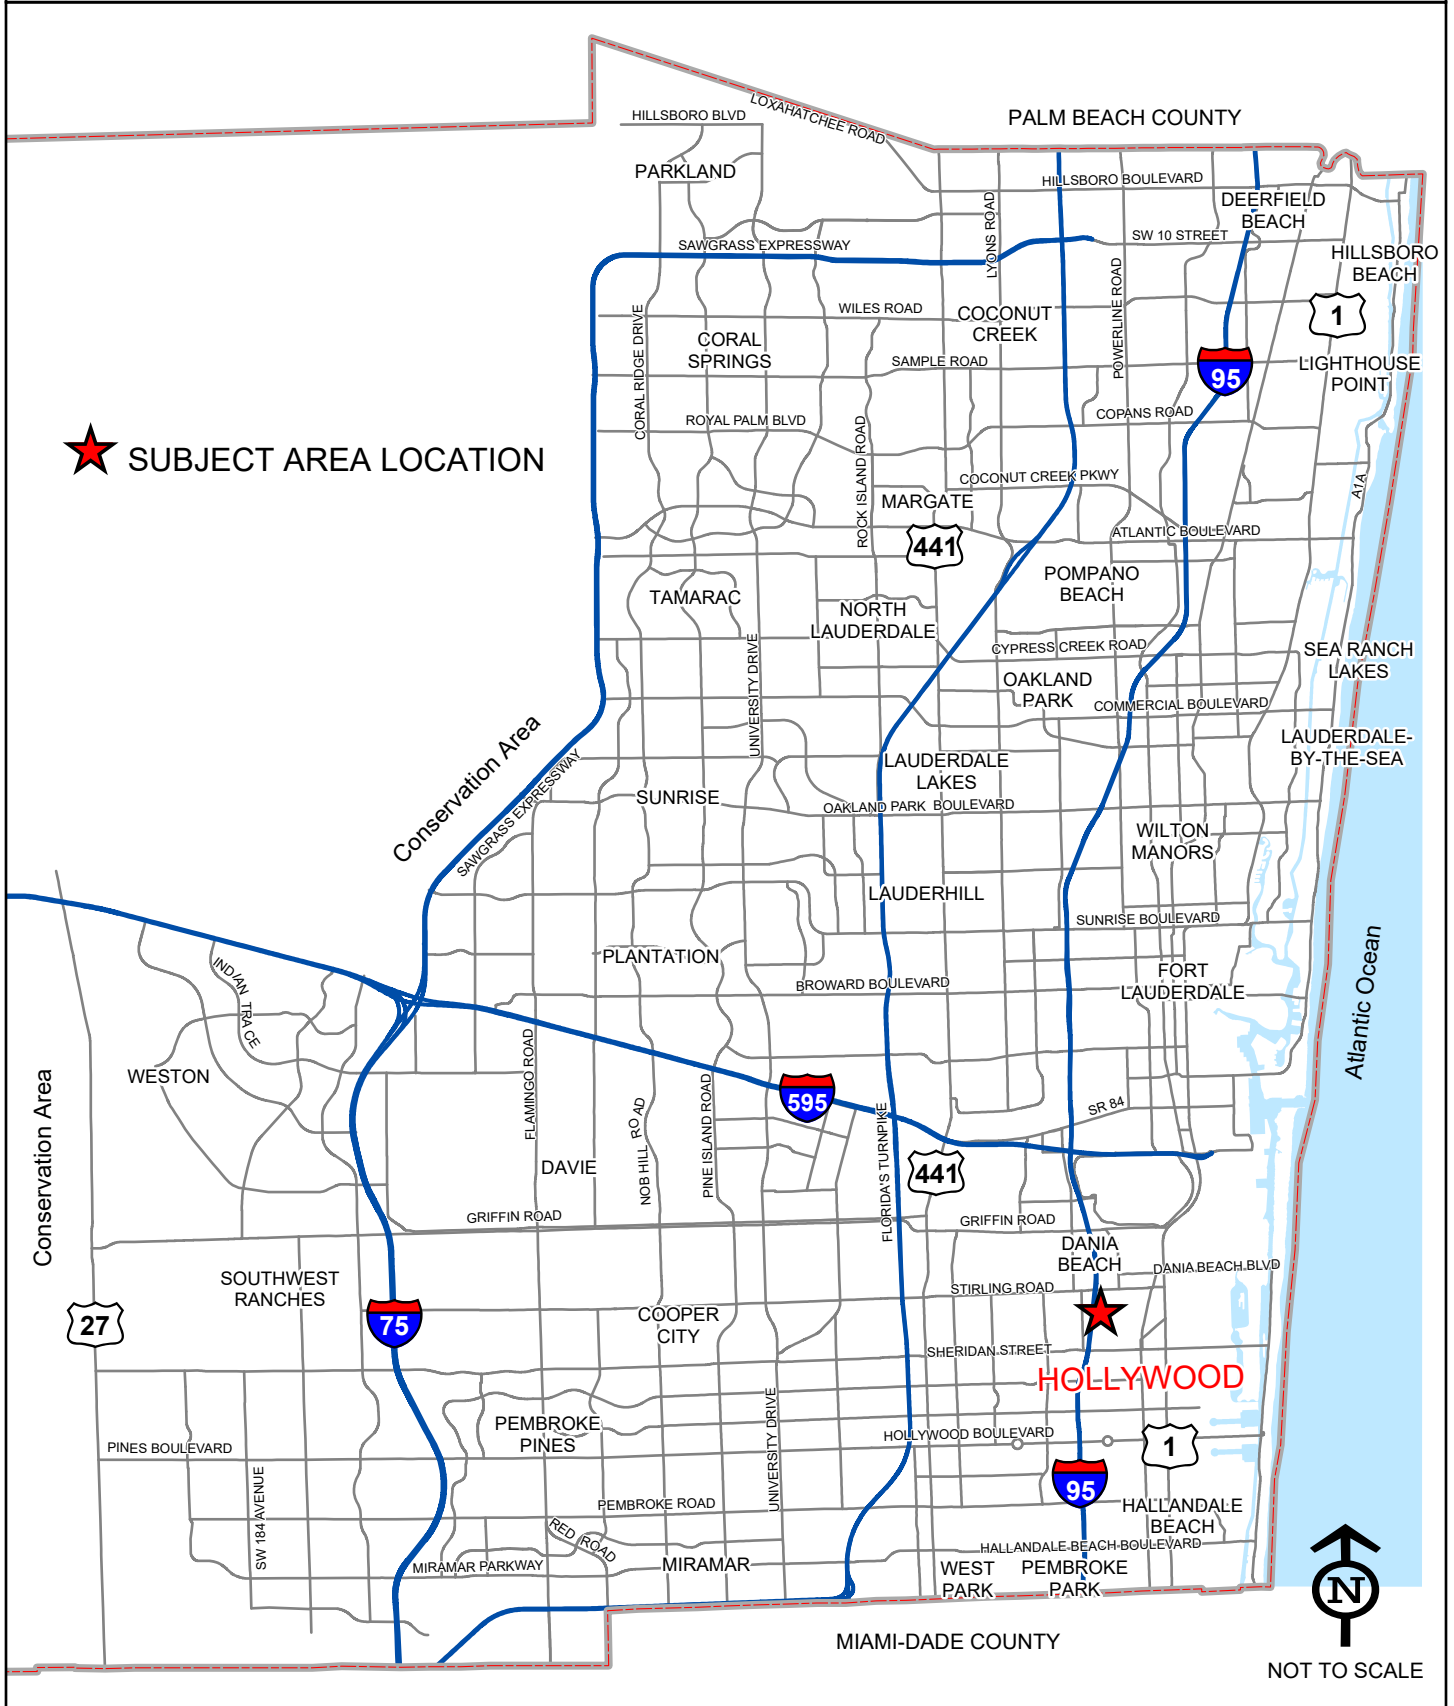 HILLSBORO BLVD
LOXAHATCHEE ROAD
PALM BEACH COUNTY
PARKLAND
HILLSBORO BOULEVARD
DEERFIELD
BEACH
LYONS ROAD
SAWGRASS EXPRESSWAY
SW 10 STREET
HILLSBORO
BEACH
POWERLINE ROAD
CORAL RIDGE DRIVE
WILES ROAD
COCONUT
CREEK
1
CORAL
SPRINGS
SAMPLE ROAD
95
LIGHTHOUSE
POINT
ROYAL PALM BLVD
COPANS ROAD
ROCK ISLAND ROAD
SUBJECT AREA LOCATION
COCONUT CREEK PKWY
A1A
MARGATE
441
ATLANTIC BOULEVARD
POMPANO
BEACH
TAMARAC
NORTH
LAUDERDALE
UNIVERSITY DRIVE
CYPRESS CREEK ROAD
SEA RANCH
LAKES
OAKLAND
PARK
COMMERCIAL BOULEVARD
Conservation Area
SAWGRASS EXPRESSWAY
LAUDERDALE-
BY-THE-SEA
LAUDERDALE
LAKES
SUNRISE
OAKLAND PARK BOULEVARD
WILTON
MANORS
LAUDERHILL
SUNRISE BOULEVARD
PLANTATION
INDIAN TRACE
BROWARD BOULEVARD
FORT
LAUDERDALE
Atlantic Ocean
WESTON
Conservation Area
FLAMINGO ROAD
NOB HILL ROAD
PINE ISLAND ROAD
595
FLORIDA'S TURNPIKE
SR 84
DAVIE
441
GRIFFIN ROAD
GRIFFIN ROAD
DANIA
BEACH
DANIA BEACH BLVD
SOUTHWEST
RANCHES
STIRLING ROAD
27
75
COOPER
CITY
SHERIDAN STREET
HOLLYWOOD
UNIVERSITY DRIVE
PEMBROKE
PINES
HOLLYWOOD BOULEVARD
1
PINES BOULEVARD
SW 184 AVENUE
95
PEMBROKE ROAD
HALLANDALE
BEACH
RED ROAD
HALLANDALE BEACH BOULEVARD
MIRAMAR PARKWAY
MIRAMAR
WEST
PARK
PEMBROKE
PARK
N
MIAMI-DADE COUNTY
NOT TO SCALE